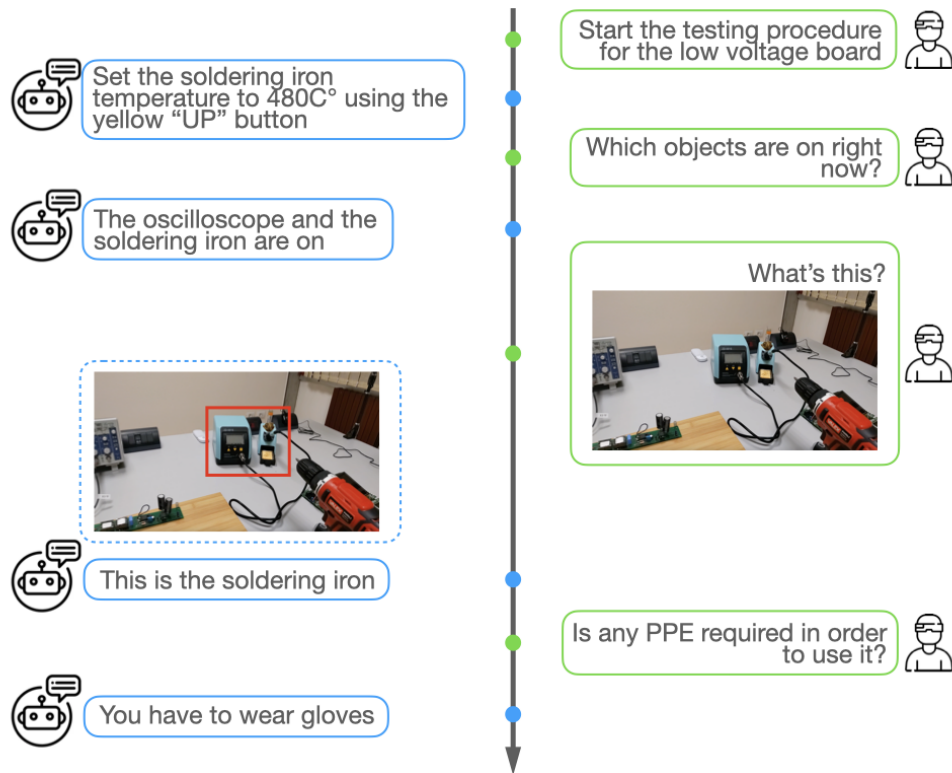 Start the testing procedure
for the low voltage board
Set the soldering iron
temperature to 480C° using the
yellow “UP” button
Which objects are on right
now?
The oscilloscope and the
soldering iron are on
What’s this?
This is the soldering iron
Is any PPE required in order
to use it?
You have to wear gloves